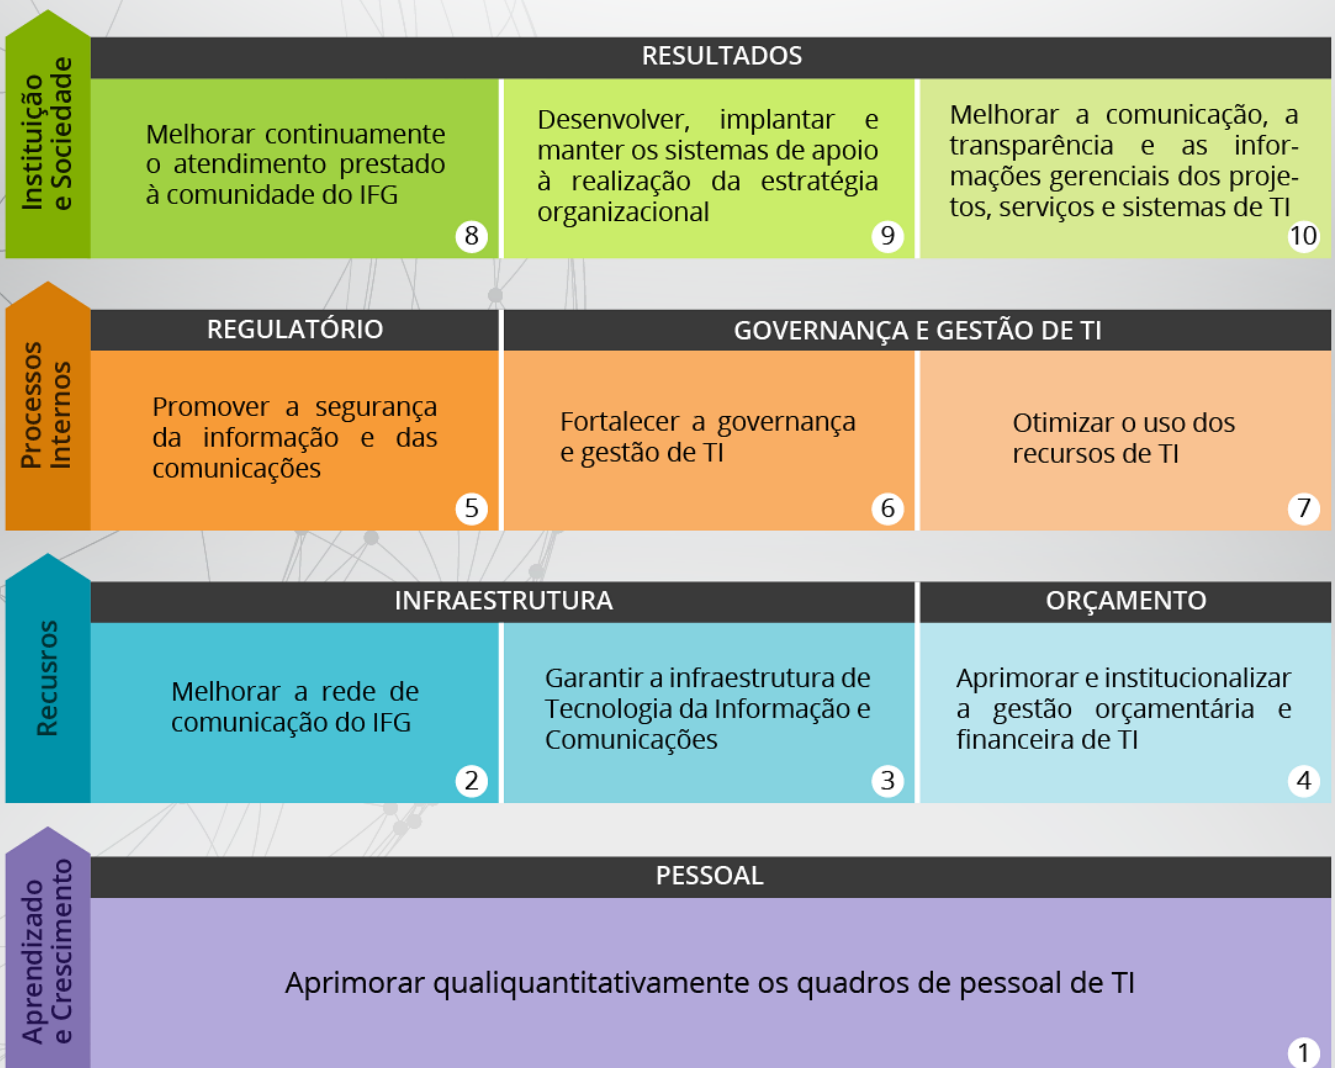 Instituição
e Sociedade
RESULTADOS
Melhorar continuamente
o atendimento prestado
à comunidade do IFG
8
Desenvolver, implantar e
manter os sistemas de apoio
à realização da estratégia
organizacional
9
Melhorar a comunicação, a
transparência e as infor-
mações gerenciais dos proje-
tos, serviços e sistemas de TI
10
Processos
Internos
REGULATÓRIO
Promover a segurança
da informação e das
comunicações
5
GOVERNANÇA E GESTÃO DE TI
Fortalecer a governança
e gestão de TI
6
Otimizar o uso dos
recursos de TI
7
Recusros
INFRAESTRUTURA
Melhorar a rede de
comunicação do IFG
2
Garantir a infraestrutura de
Tecnologia da Informação e
Comunicações
3
ORÇAMENTO
Aprimorar e institucionalizar
a gestão orçamentária e
financeira de TI
4
Aprendizado
e Crescimento
PESSOAL
Aprimorar qualiquantitativamente os quadros de pessoal de TI
1